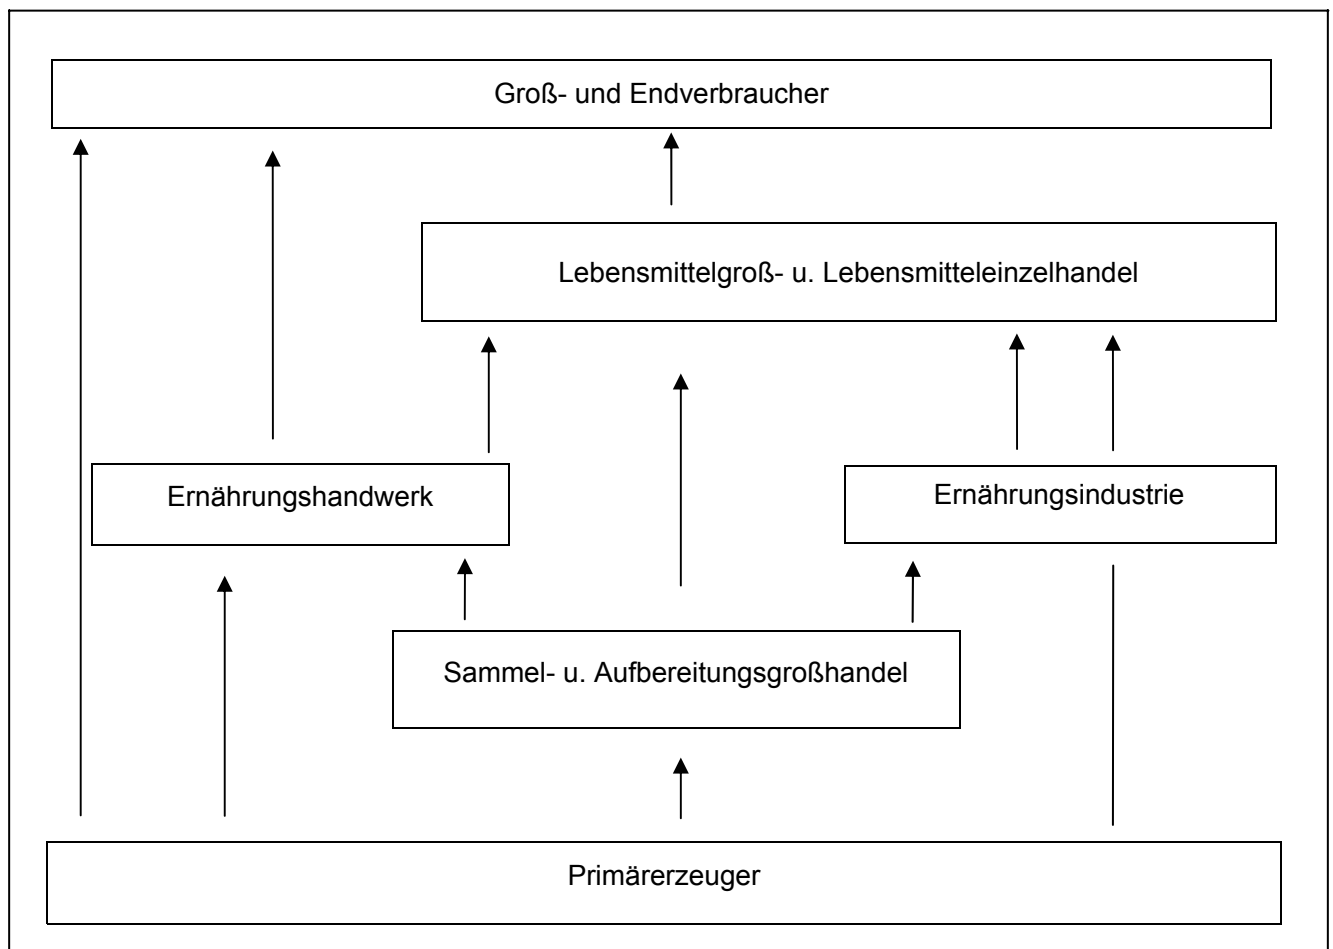 Groß- und Endverbraucher
Lebensmittelgroß- u. Lebensmitteleinzelhandel
Ernährungshandwerk
Ernährungsindustrie
Sammel- u. Aufbereitungsgroßhandel
Primärerzeuger